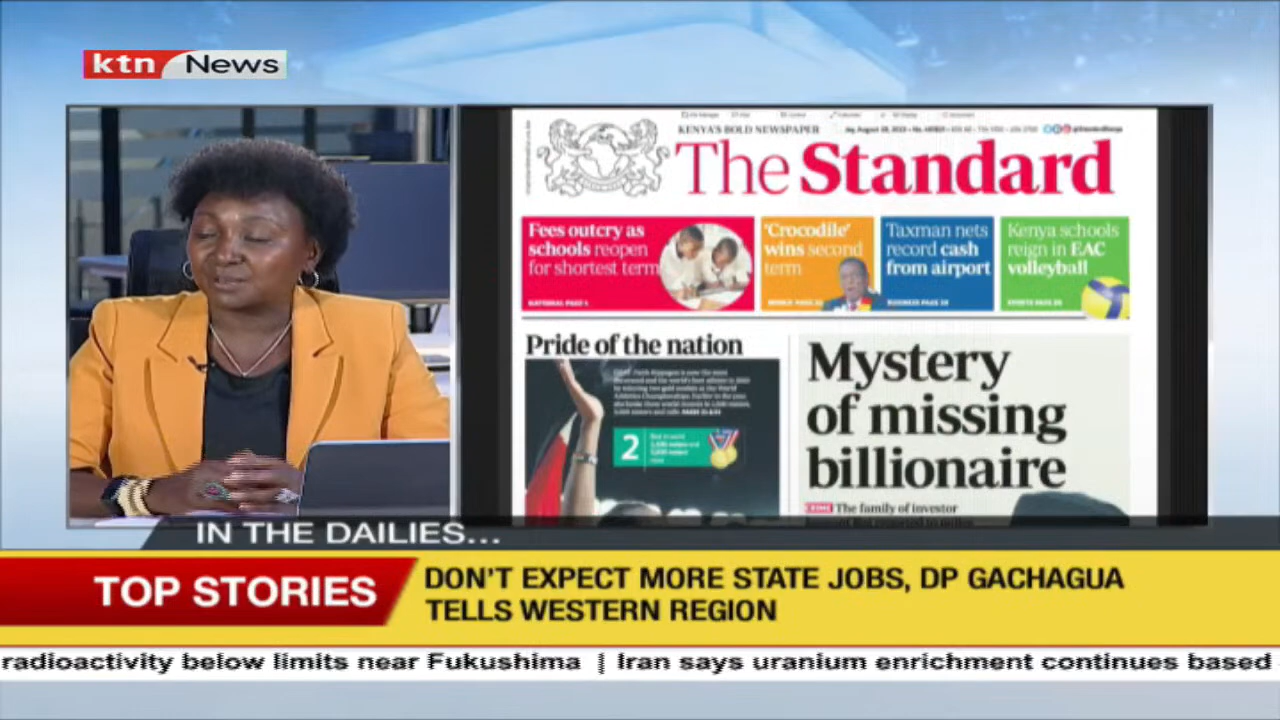 ktn News
KENYA'S BOLD NEWSPAPER
The Standard
Fees outcry as
schools reopen
for shortest term
'Crocodile'
wins second
term
Taxman nets
record cash
from airport
Kenya schools
reign in EAC
volleyball
Pride of the nation
2
Mystery
of missing
billionaire
CRIME The family of investor
IN THE DAILIES...
TOP STORIES
DON'T EXPECT MORE STATE JOBS, DP GACHAGUA
TELLS WESTERN REGION
radioactivity below limits near Fukushima | Iran says uranium enrichment continues based